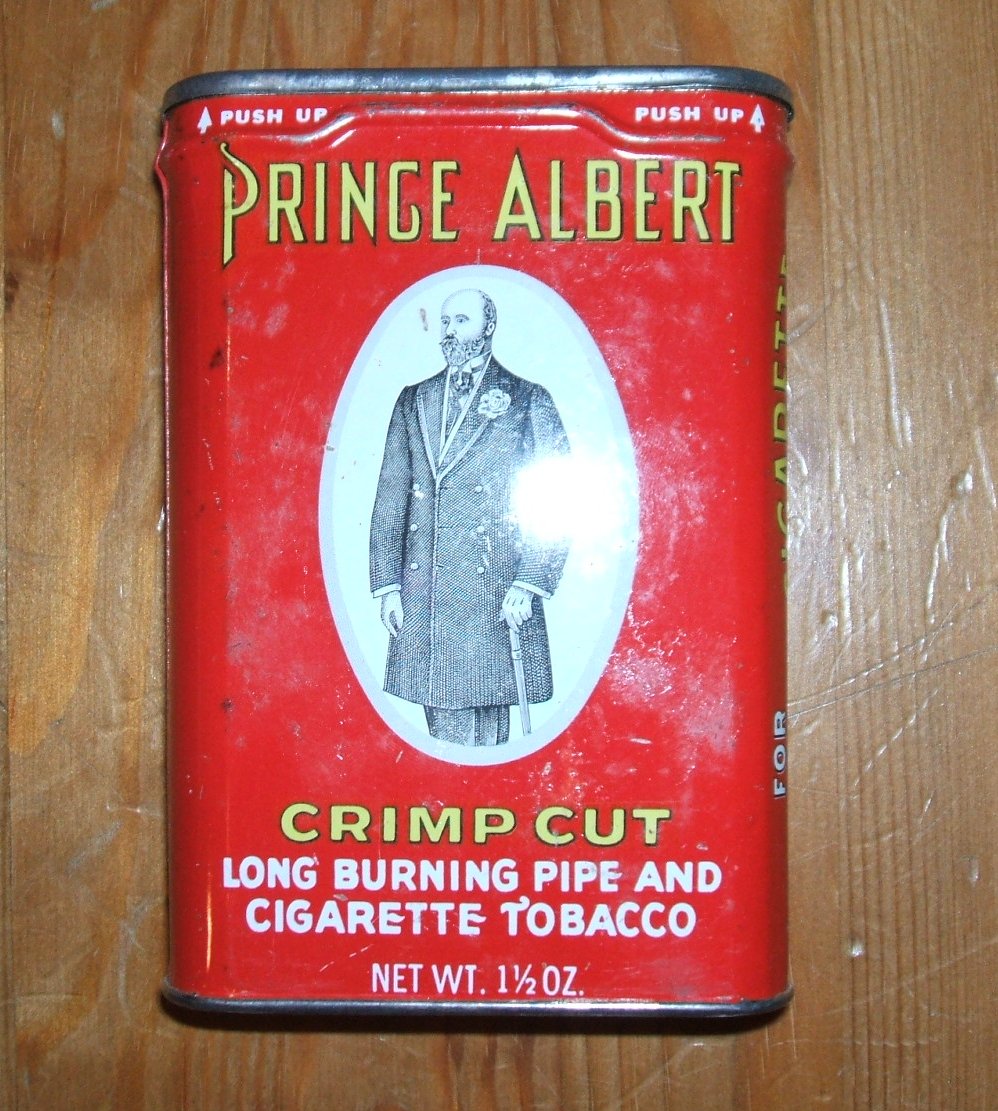 PUSH UP PUSH UP
PRINCE ALBERT
CRIMP CUT
LONG BURNING PIPE AND
CIGARETTE TOBACCO
NET WT. 1½ OZ.
FOR